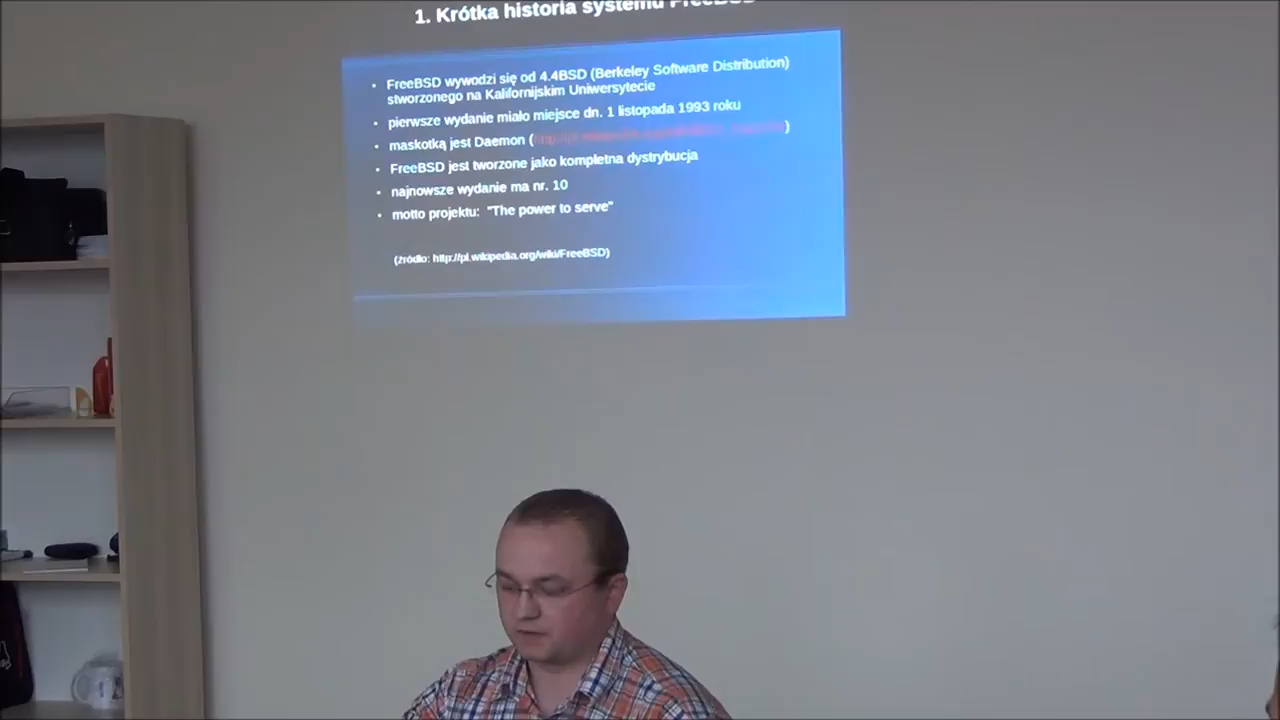 1. Krótka historia systemu FreeBSD
FreeBSD wywodzi się od 4.4BSD (Berkeley Software Distribution)
stworzonego na Kalifornijskim Uniwersytecie
pierwsze wydanie miało miejsce dn. 1 listopada 1993 roku
maskotką jest Daemon ( )
FreeBSD jest tworzone jako kompletna dystrybucja
najnowsze wydanie ma nr. 10
motto projektu: "The power to serve"
(źródło: http://pl.wikipedia.org/wiki/FreeBSD)